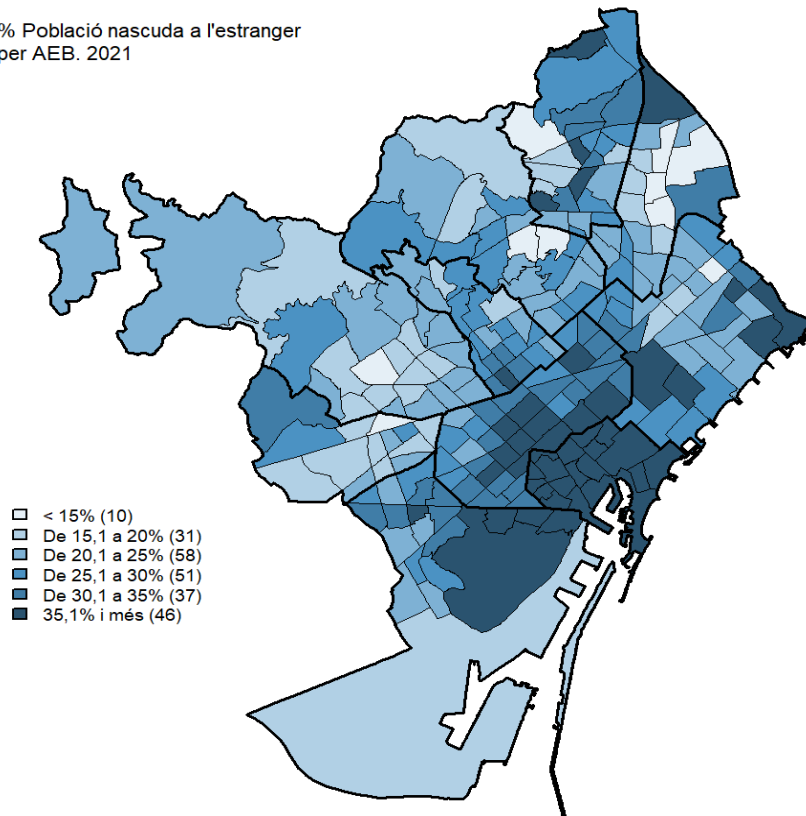 % Població nascuda a l'estranger
per AEB. 2021
< 15% (10)
De 15,1 a 20% (31)
De 20,1 a 25% (58)
De 25,1 a 30% (51)
De 30,1 a 35% (37)
35,1% i més (46)